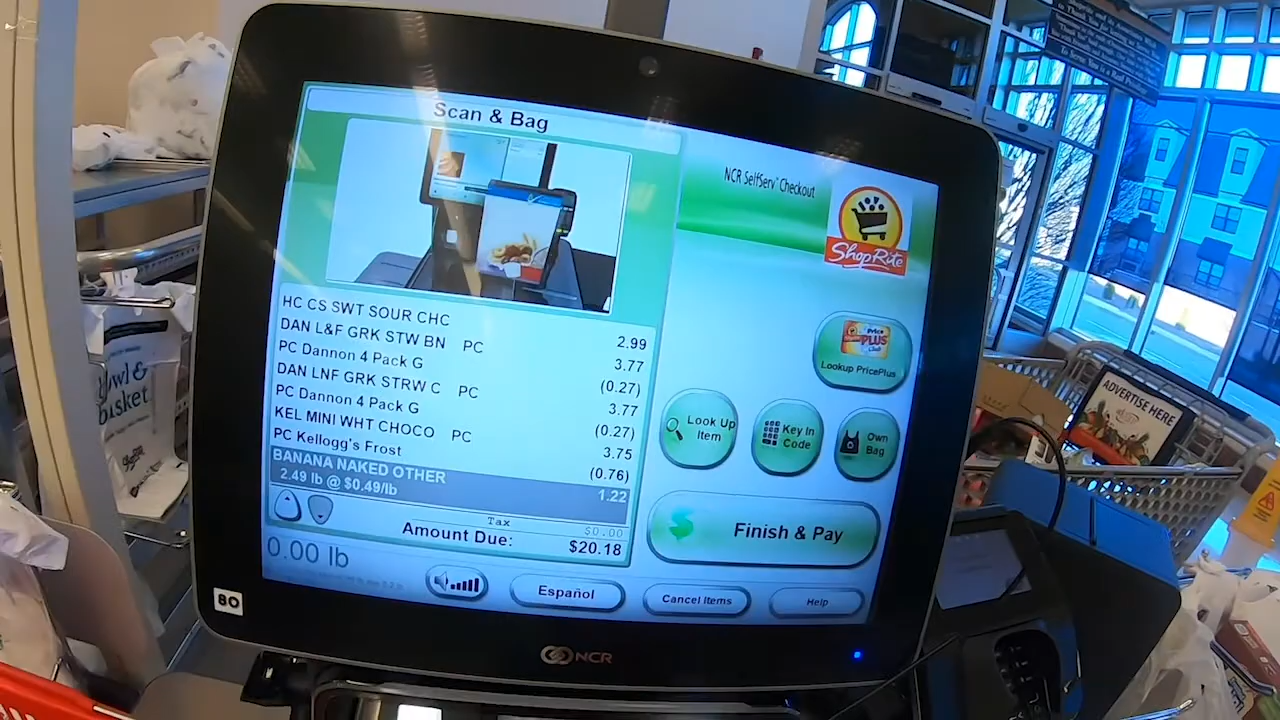 Scan & Bag
NCR SelfServ™ Checkout
ShopRite
HC CS SWT SOUR CHC 2.99
DAN L&F GRK STW BN PC 3.77
PC Dannon 4 Pack G (0.27)
DAN LNF GRK STRW C PC 3.77
PC Dannon 4 Pack G (0.27)
KEL MINI WHT CHOCO PC 3.75
PC Kellogg's Frost (0.76)
BANANA NAKED OTHER 1.22
2.49 lb @ $0.49/lb
Tax $0.00
Amount Due: $20.18
0.00 lb
Price
PLUS
Club
Lookup PricePlus
Look Up
Item
Key In
Code
Own
Bag
Finish & Pay
Español
Cancel Items
Help
80
NCR
bowl &
basket
ADVERTISE HERE